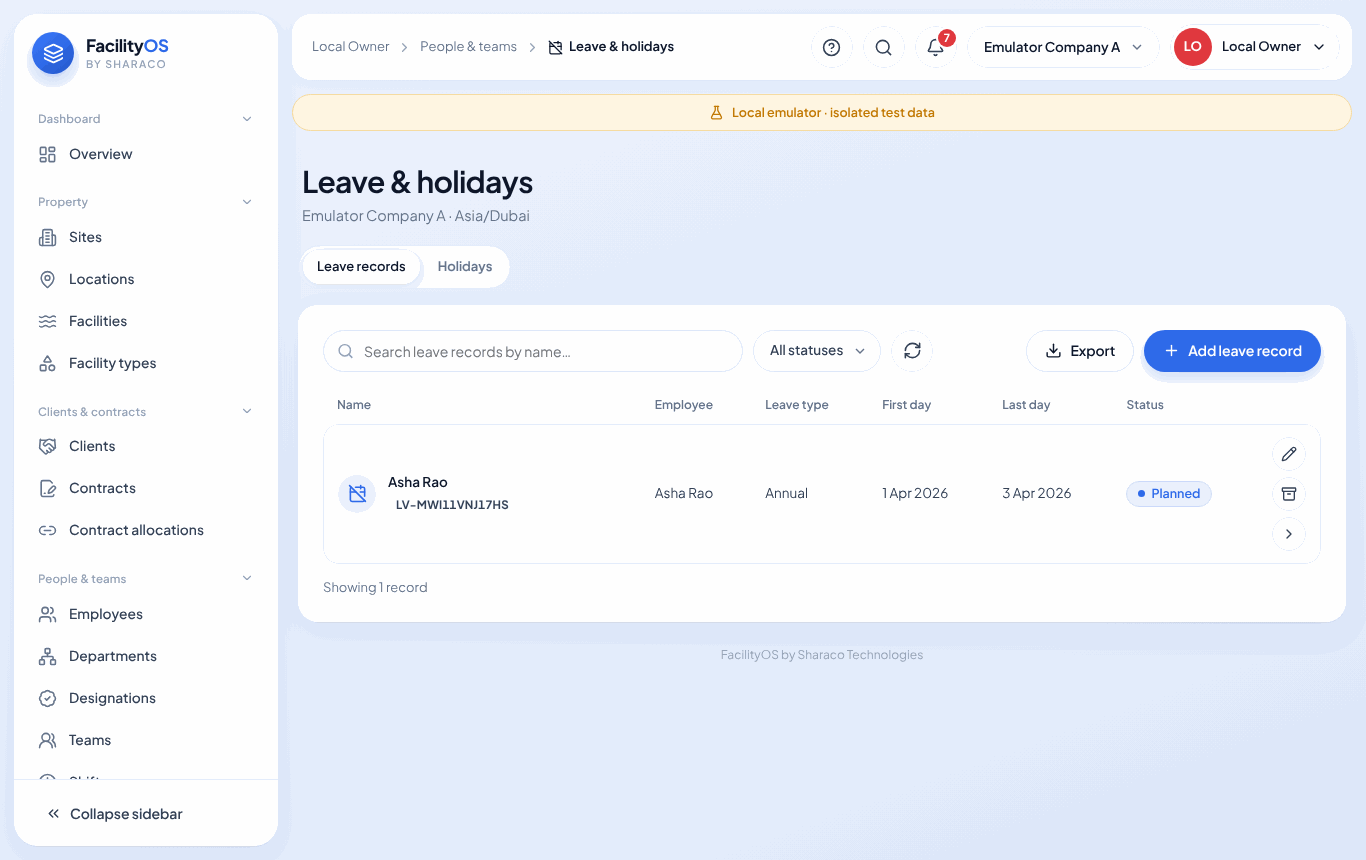 FacilityOS
BY SHARACO
Dashboard
Overview
Property
Sites
Locations
Facilities
Facility types
Clients & contracts
Clients
Contracts
Contract allocations
People & teams
Employees
Departments
Designations
Teams
Collapse sidebar
Local Owner > People & teams > Leave & holidays
7
Emulator Company A
LO
Local Owner
Local emulator · isolated test data
Leave & holidays
Emulator Company A · Asia/Dubai
Leave records
Holidays
Search leave records by name...
All statuses
Export
Add leave record
Name Employee Leave type First day Last day Status
Asha Rao
LV-MWI11VNJ17HS
Asha Rao Annual 1 Apr 2026 3 Apr 2026 Planned
Showing 1 record
FacilityOS by Sharaco Technologies